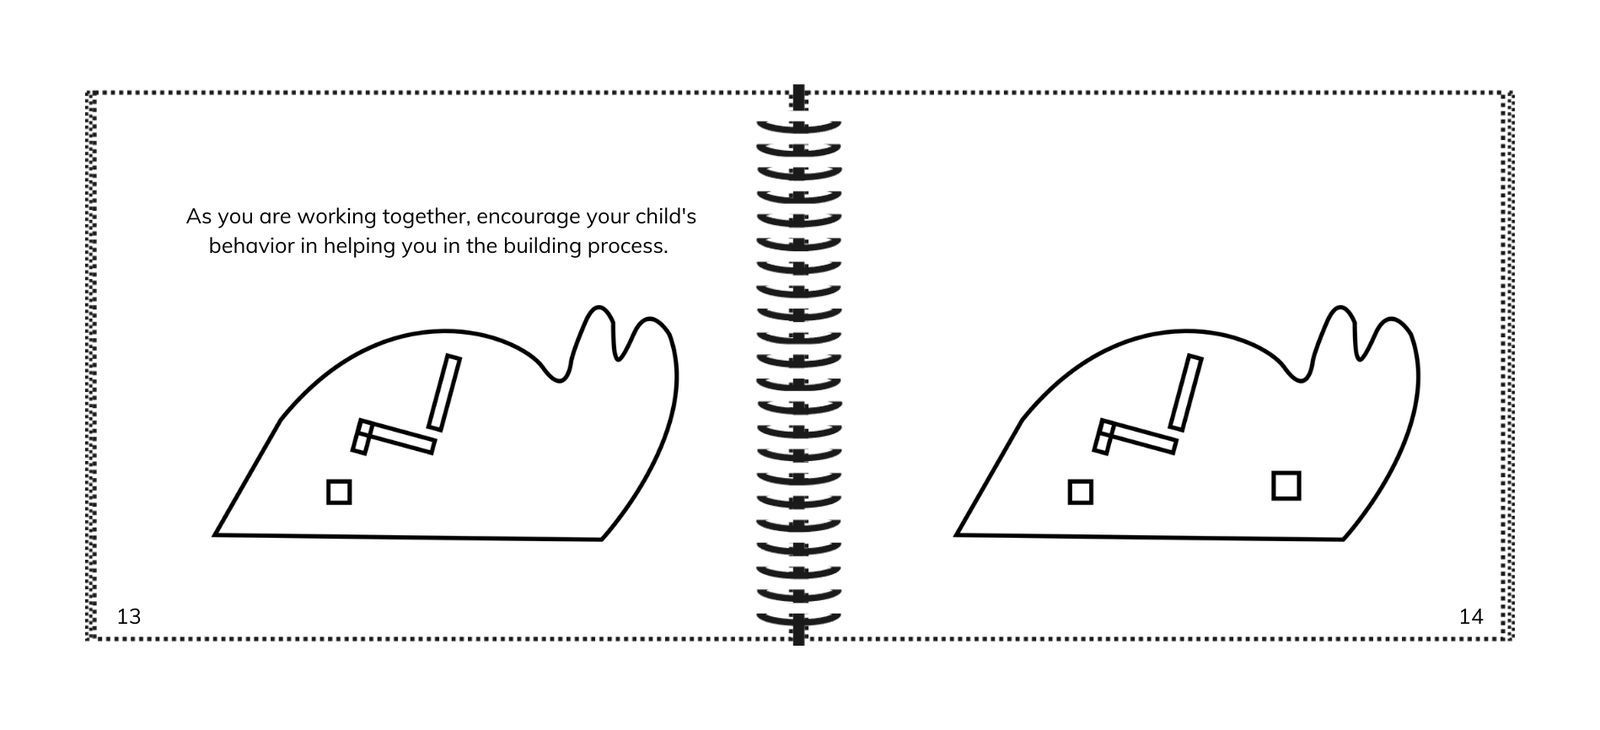 As you are working together, encourage your child's
behavior in helping you in the building process.
13
14